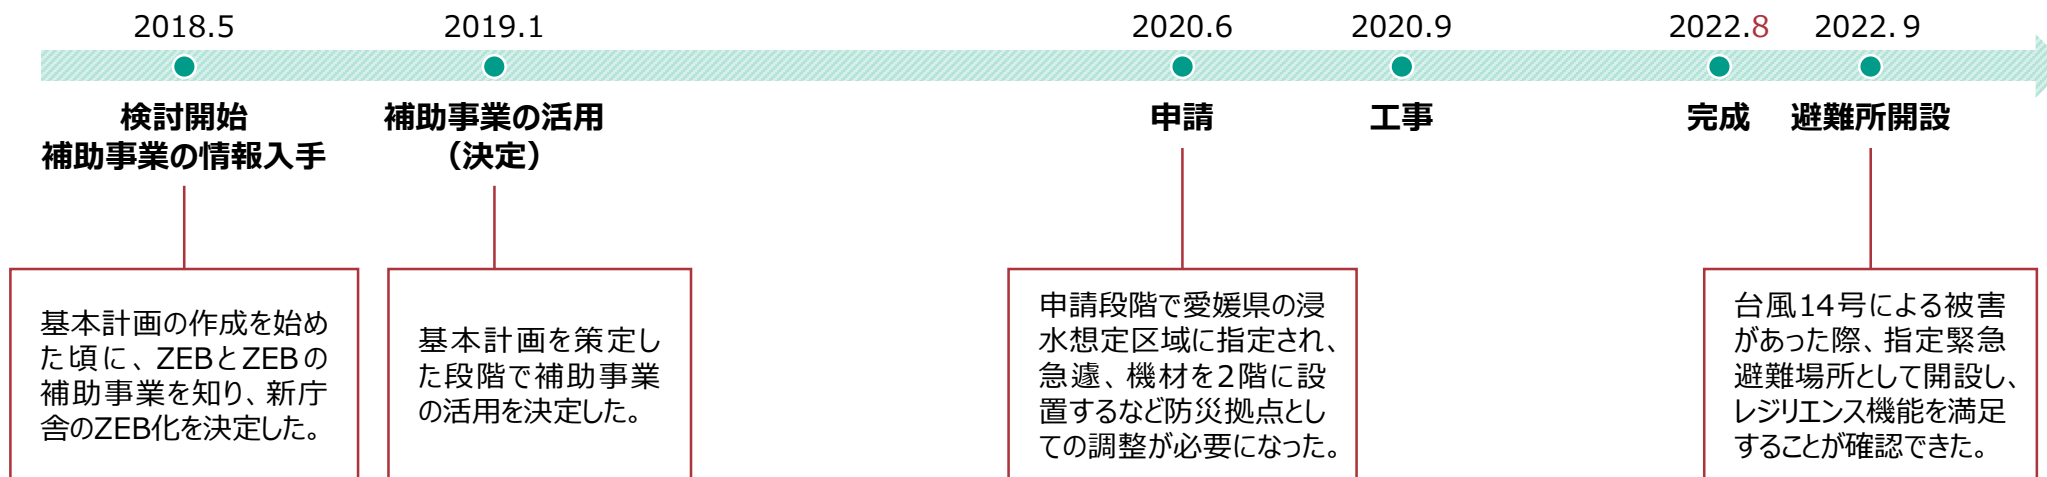 2018.5
検討開始
補助事業の情報入手
基本計画の作成を始め
た頃に、ZEBとZEBの
補助事業を知り、新庁
舎のZEB化を決定した。
2019.1
補助事業の活用
（決定）
基本計画を策定し
た段階で補助事業
の活用を決定した。
2020.6
申請
申請段階で愛媛県の浸
水想定区域に指定され、
急遽、機材を2階に設
置するなど防災拠点とし
ての調整が必要になった。
2020.9
工事
2022.8
完成
2022.9
避難所開設
台風14号による被害
があった際、指定緊急
避難場所として開設し、
レジリエンス機能を満足
することが確認できた。